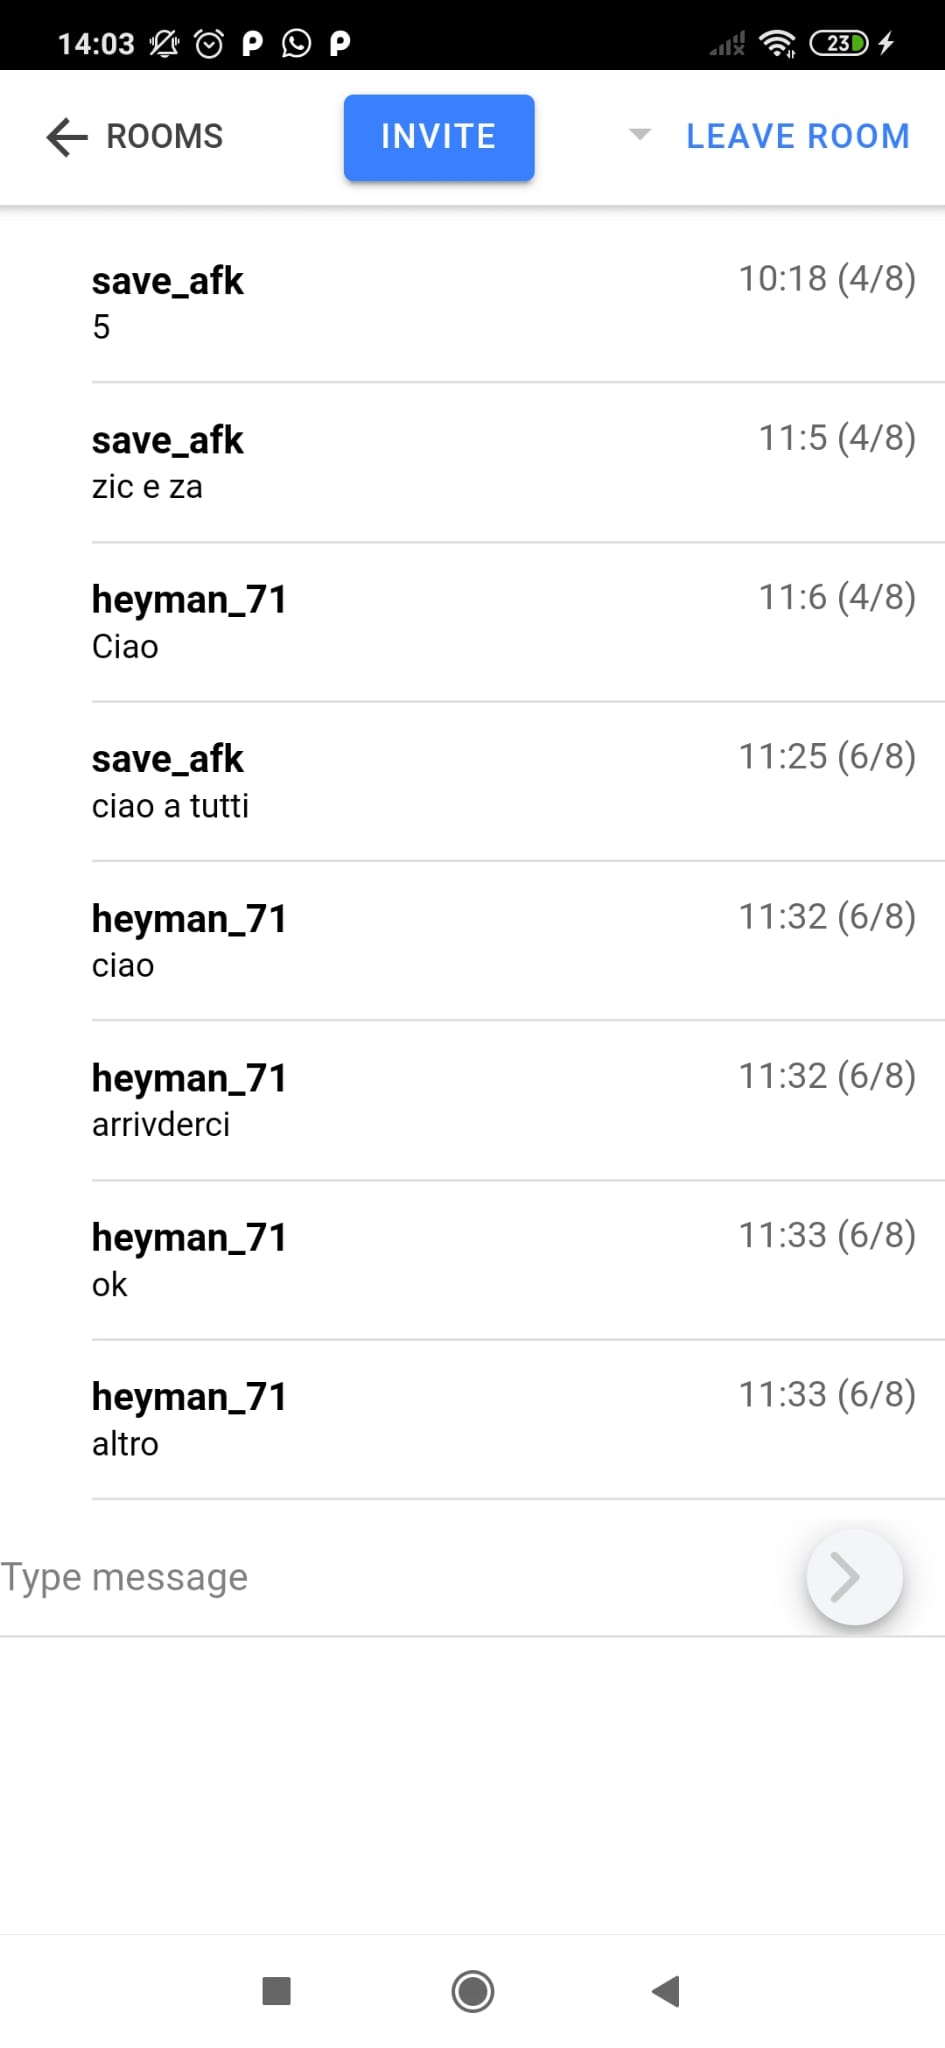 14:03
23
ROOMS
INVITE
LEAVE ROOM
save_afk
10:18 (4/8)
5
save_afk
11:5 (4/8)
zic e za
heyman_71
11:6 (4/8)
Ciao
save_afk
11:25 (6/8)
ciao a tutti
heyman_71
11:32 (6/8)
ciao
heyman_71
11:32 (6/8)
arrivderci
heyman_71
11:33 (6/8)
ok
heyman_71
11:33 (6/8)
altro
Type message